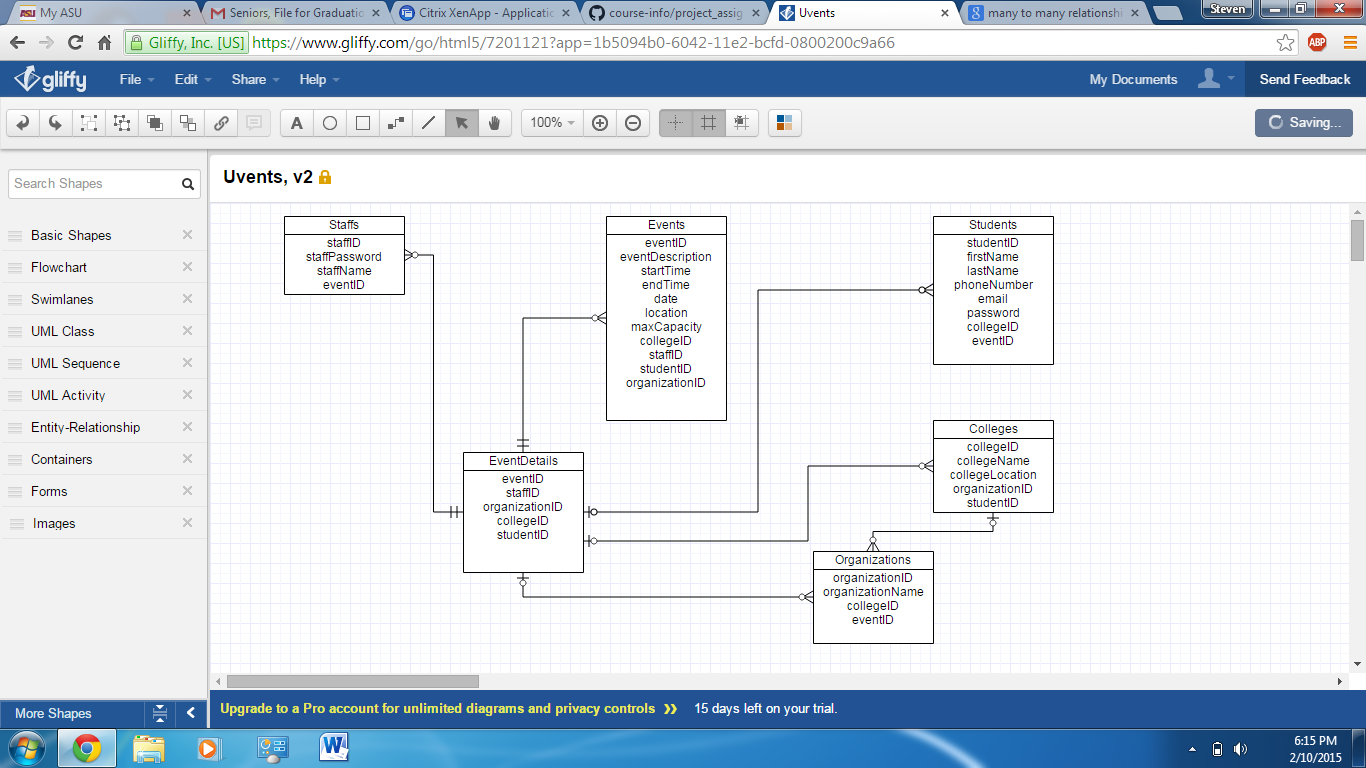 My ASU
Seniors, File for Graduatio
Citrix XenApp - Applicatio
course-info/project_assig
Uvents
many to many relationshi
Steven
Gliffy, Inc. [US]
https://www.gliffy.com/go/html5/7201121?app=1b5094b0-6042-11e2-bcfd-0800200c9a66
ABP
gliffy
File
Edit
Share
Help
My Documents
Send Feedback
A
100%
Saving...
Search Shapes
Basic Shapes
Flowchart
Swimlanes
UML Class
UML Sequence
UML Activity
Entity-Relationship
Containers
Forms
Images
More Shapes
Uvents, v2
Staffs
staffID
staffPassword
staffName
eventID
Events
eventID
eventDescription
startTime
endTime
date
location
maxCapacity
collegeID
staffID
studentID
organizationID
Students
studentID
firstName
lastName
phoneNumber
email
password
collegeID
eventID
EventDetails
eventID
staffID
organizationID
collegeID
studentID
Colleges
collegeID
collegeName
collegeLocation
organizationID
studentID
Organizations
organizationID
organizationName
collegeID
eventID
Upgrade to a Pro account for unlimited diagrams and privacy controls
15 days left on your trial.
6:15 PM
2/10/2015